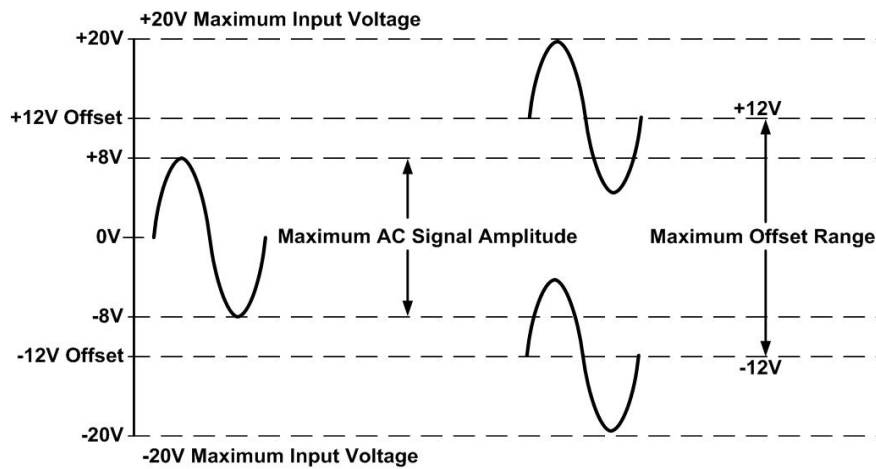 +20V Maximum Input Voltage
+20V
+12V Offset
+12V
+8V
0V
Maximum AC Signal Amplitude
Maximum Offset Range
-8V
-12V Offset
-12V
-20V
-20V Maximum Input Voltage